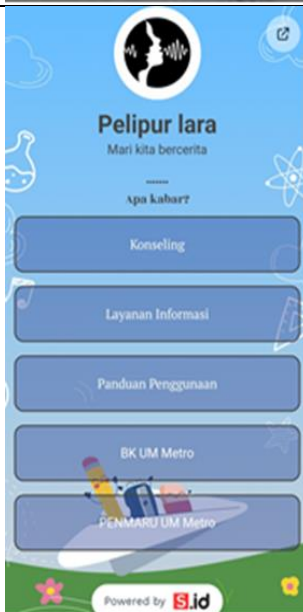 Pelipur lara
Mari kita bercerita
------
Apa kabar?
Konseling
Layanan Informasi
Panduan Penggunaan
BK UM Metro
PENMARU UM Metro
Powered by S.id